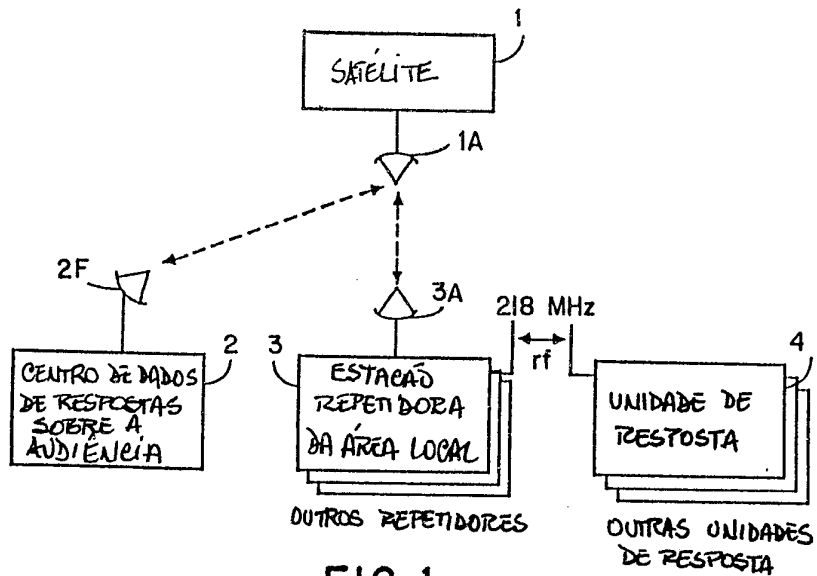 1
SATÉLITE
1A
2F
3A
218 MHz
rf
2
3
4
CENTRO DE DADOS
DE RESPOSTAS
SOBRE A
AUDIÊNCIA
ESTACÃO
REPETIDORA
DA ÁREA LOCAL
UNIDADE DE
RESPOSTA
OUTROS REPETIDORES
OUTRAS UNIDADES
DE RESPOSTA
FIG 1